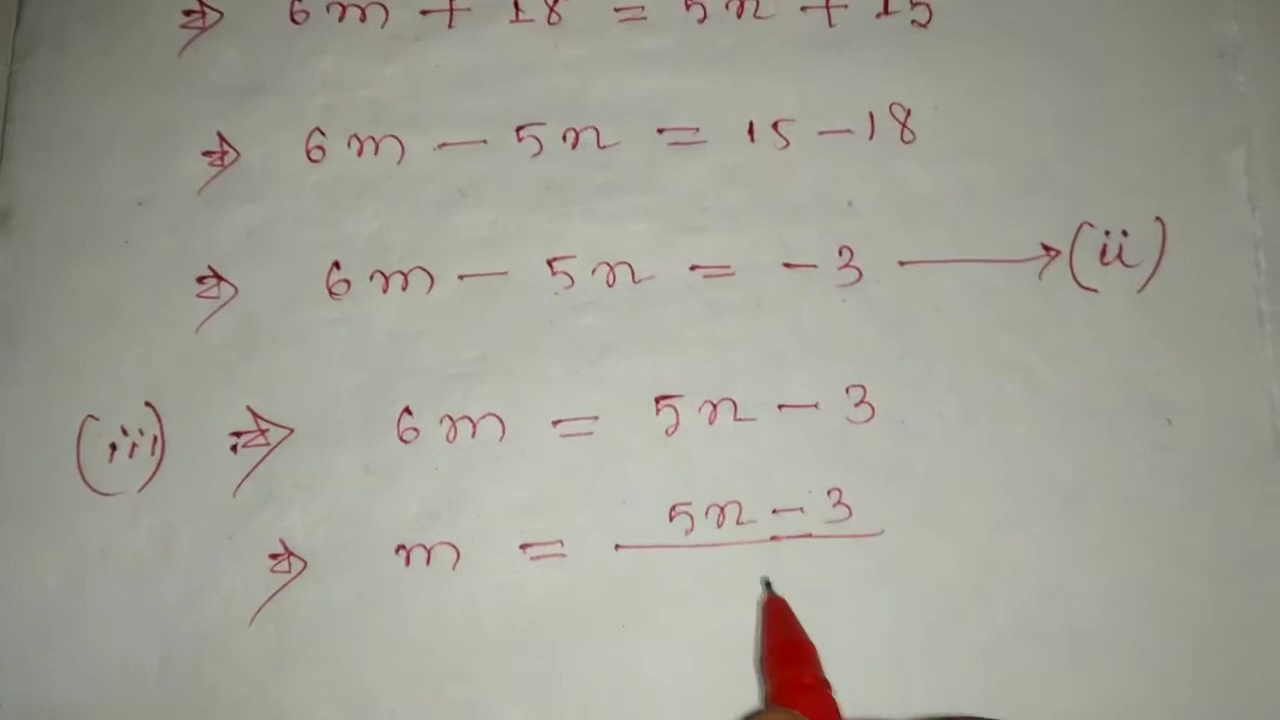 ⇒ 6m + 18 = 5n + 15
⇒ 6m − 5n = 15 − 18
⇒ 6m − 5n = −3 ⟶ (ii)
(iii) ⇒ 6m = 5n − 3
⇒ m = 5n − 3